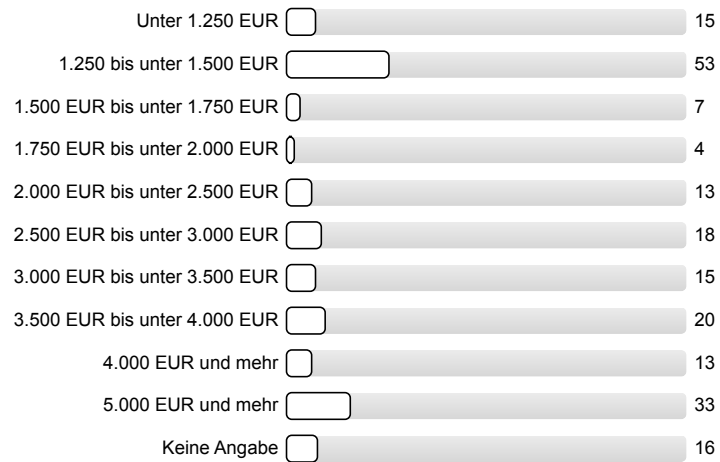 Unter 1.250 EUR 15
1.250 bis unter 1.500 EUR 53
1.500 EUR bis unter 1.750 EUR 7
1.750 EUR bis unter 2.000 EUR 4
2.000 EUR bis unter 2.500 EUR 13
2.500 EUR bis unter 3.000 EUR 18
3.000 EUR bis unter 3.500 EUR 15
3.500 EUR bis unter 4.000 EUR 20
4.000 EUR und mehr 13
5.000 EUR und mehr 33
Keine Angabe 16